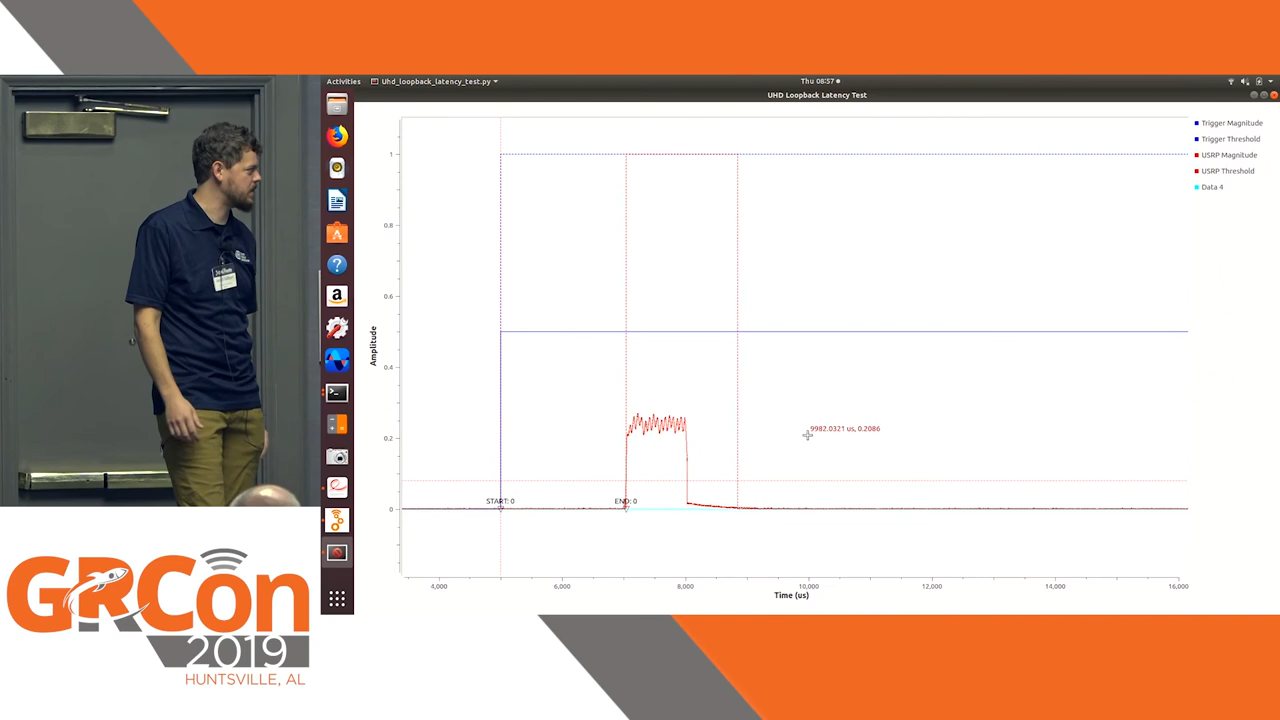 Activities
Uhd_loopback_latency_test.py
Thu 08:57
UHD Loopback Latency Test
Trigger Magnitude
Trigger Threshold
USRP Magnitude
USRP Threshold
Data 4
1
0.8
0.6
0.4
0.2
0
Amplitude
9982.0321 us, 0.2086
START: 0
END: 0
4,000
6,000
8,000
10,000
12,000
14,000
16,000
Time (us)
GRCon
2019
HUNTSVILLE, AL